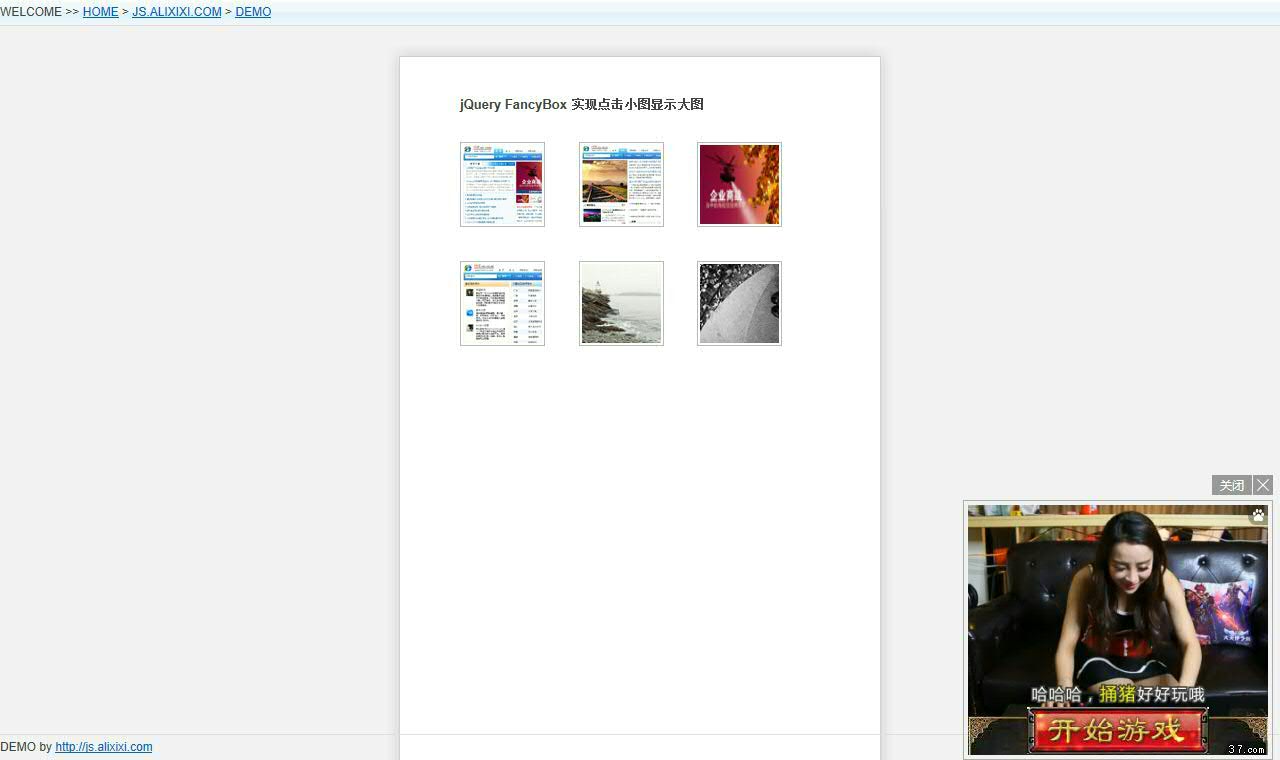 WELCOME >> HOME > JS.ALIXIXI.COM > DEMO
jQuery FancyBox 实现点击小图显示大图
企业商战
关闭
哈哈哈，捅猪好好玩哦
开始游戏
37.com
DEMO by http://js.alixixi.com